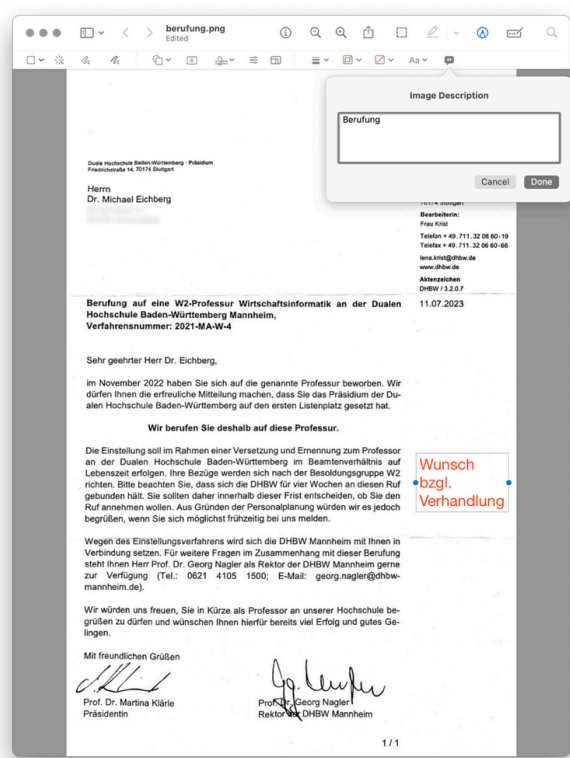 berufung.png
Edited
Aa
Image Description
Berufung
Cancel
Done
Duale Hochschule Baden-Württemberg · Präsidium
Friedrichstraße 14, 70174 Stuttgart
Herrn
Dr. Michael Eichberg
70174 Stuttgart
Bearbeiterin:
Frau Krist
Telefon + 49.711.32 06 60-19
Telefax + 49.711.32 06 60-66
lena.krist@dhbw.de
www.dhbw.de
Aktenzeichen
DHBW / 3.2.0.7
11.07.2023
Berufung auf eine W2-Professur Wirtschaftsinformatik an der Dualen
Hochschule Baden-Württemberg Mannheim,
Verfahrensnummer: 2021-MA-W-4
Sehr geehrter Herr Dr. Eichberg,
im November 2022 haben Sie sich auf die genannte Professur beworben. Wir
dürfen Ihnen die erfreuliche Mitteilung machen, dass Sie das Präsidium der Du-
alen Hochschule Baden-Württemberg auf den ersten Listenplatz gesetzt hat.
Wir berufen Sie deshalb auf diese Professur.
Die Einstellung soll im Rahmen einer Versetzung und Ernennung zum Professor
an der Dualen Hochschule Baden-Württemberg im Beamtenverhältnis auf
Lebenszeit erfolgen. Ihre Bezüge werden sich nach der Besoldungsgruppe W2
richten. Bitte beachten Sie, dass sich die DHBW für vier Wochen an diesen Ruf
gebunden hält. Sie sollten daher innerhalb dieser Frist entscheiden, ob Sie den
Ruf annehmen wollen. Aus Gründen der Personalplanung würden wir es jedoch
begrüßen, wenn Sie sich möglichst frühzeitig bei uns melden.
Wunsch
bzgl.
Verhandlung
Wegen des Einstellungsverfahrens wird sich die DHBW Mannheim mit Ihnen in
Verbindung setzen. Für weitere Fragen im Zusammenhang mit dieser Berufung
steht Ihnen Herr Prof. Dr. Georg Nagler als Rektor der DHBW Mannheim gerne
zur Verfügung (Tel.: 0621 4105 1500; E-Mail: georg.nagler@dhbw-
mannheim.de).
Wir würden uns freuen, Sie in Kürze als Professor an unserer Hochschule be-
grüßen zu dürfen und wünschen Ihnen hierfür bereits viel Erfolg und gutes Ge-
lingen.
Mit freundlichen Grüßen
Prof. Dr. Martina Klärle
Präsidentin
Prof. Dr. Georg Nagler
Rektor der DHBW Mannheim
1 / 1